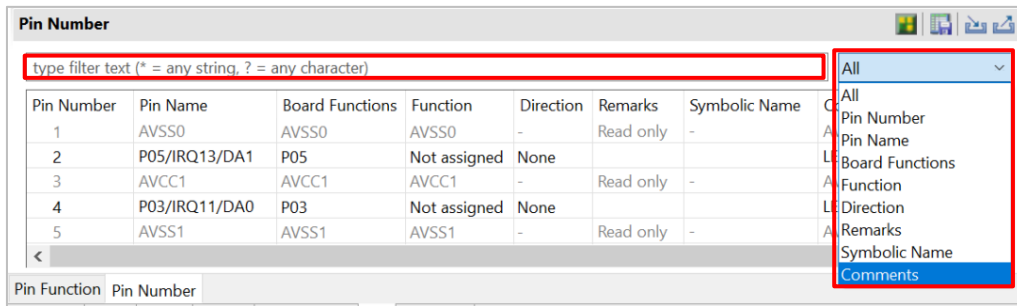 Pin Number
type filter text (* = any string, ? = any character)
All
Pin Number Pin Name Board Functions Function Direction Remarks Symbolic Name
1 AVSS0 AVSS0 AVSS0 - Read only -
2 P05/IRQ13/DA1 P05 Not assigned None
3 AVCC1 AVCC1 AVCC1 - Read only -
4 P03/IRQ11/DA0 P03 Not assigned None
5 AVSS1 AVSS1 AVSS1 - Read only -
All
Pin Number
Pin Name
Board Functions
Function
Direction
Remarks
Symbolic Name
Comments
Pin Function Pin Number